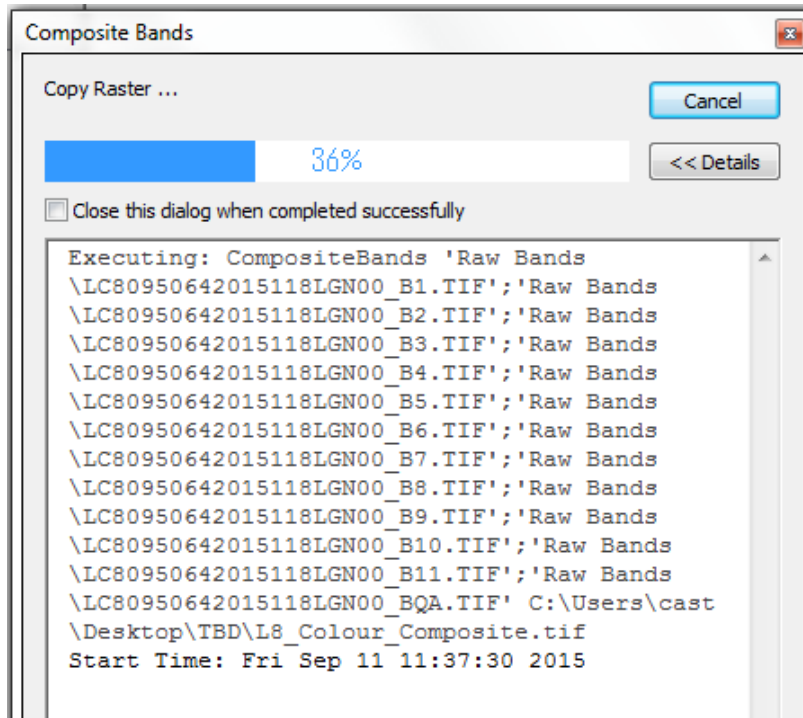 Composite Bands
Copy Raster ...
Cancel
36%
<< Details
Close this dialog when completed successfully
Executing: CompositeBands 'Raw Bands
\LC80950642015118LGN00_B1.TIF';'Raw Bands
\LC80950642015118LGN00_B2.TIF';'Raw Bands
\LC80950642015118LGN00_B3.TIF';'Raw Bands
\LC80950642015118LGN00_B4.TIF';'Raw Bands
\LC80950642015118LGN00_B5.TIF';'Raw Bands
\LC80950642015118LGN00_B6.TIF';'Raw Bands
\LC80950642015118LGN00_B7.TIF';'Raw Bands
\LC80950642015118LGN00_B8.TIF';'Raw Bands
\LC80950642015118LGN00_B9.TIF';'Raw Bands
\LC80950642015118LGN00_B10.TIF';'Raw Bands
\LC80950642015118LGN00_B11.TIF';'Raw Bands
\LC80950642015118LGN00_BQA.TIF' C:\Users\cast
\Desktop\TBD\L8_Colour_Composite.tif
Start Time: Fri Sep 11 11:37:30 2015